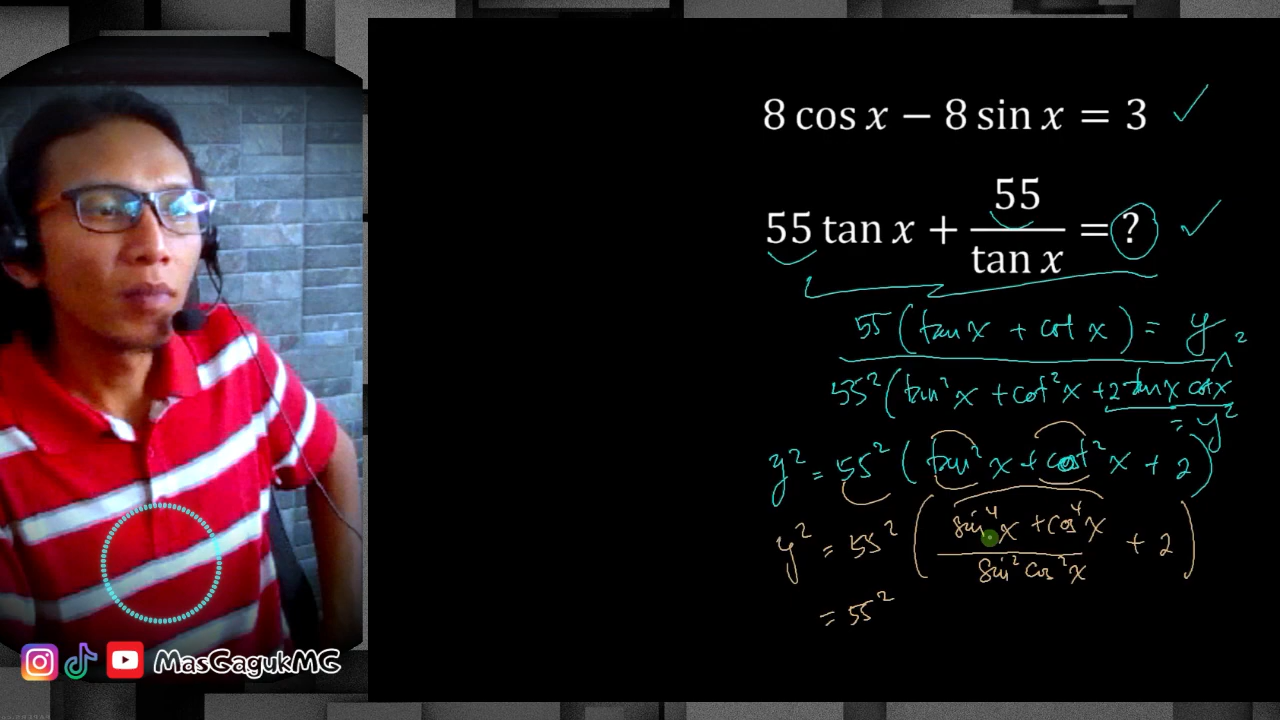 8 cos x − 8 sin x = 3 ✓
55 tan x + 55/tan x = ? ✓
55 (tan x + cot x) = y
55² (tan² x + cot² x + 2 tan x cot x
= y²
y² = 55² (tan² x + cot² x + 2)
y² = 55² ( (sin⁴ x + cos⁴ x)/(sin² cos² x) + 2 )
= 55²
MasGagukMG